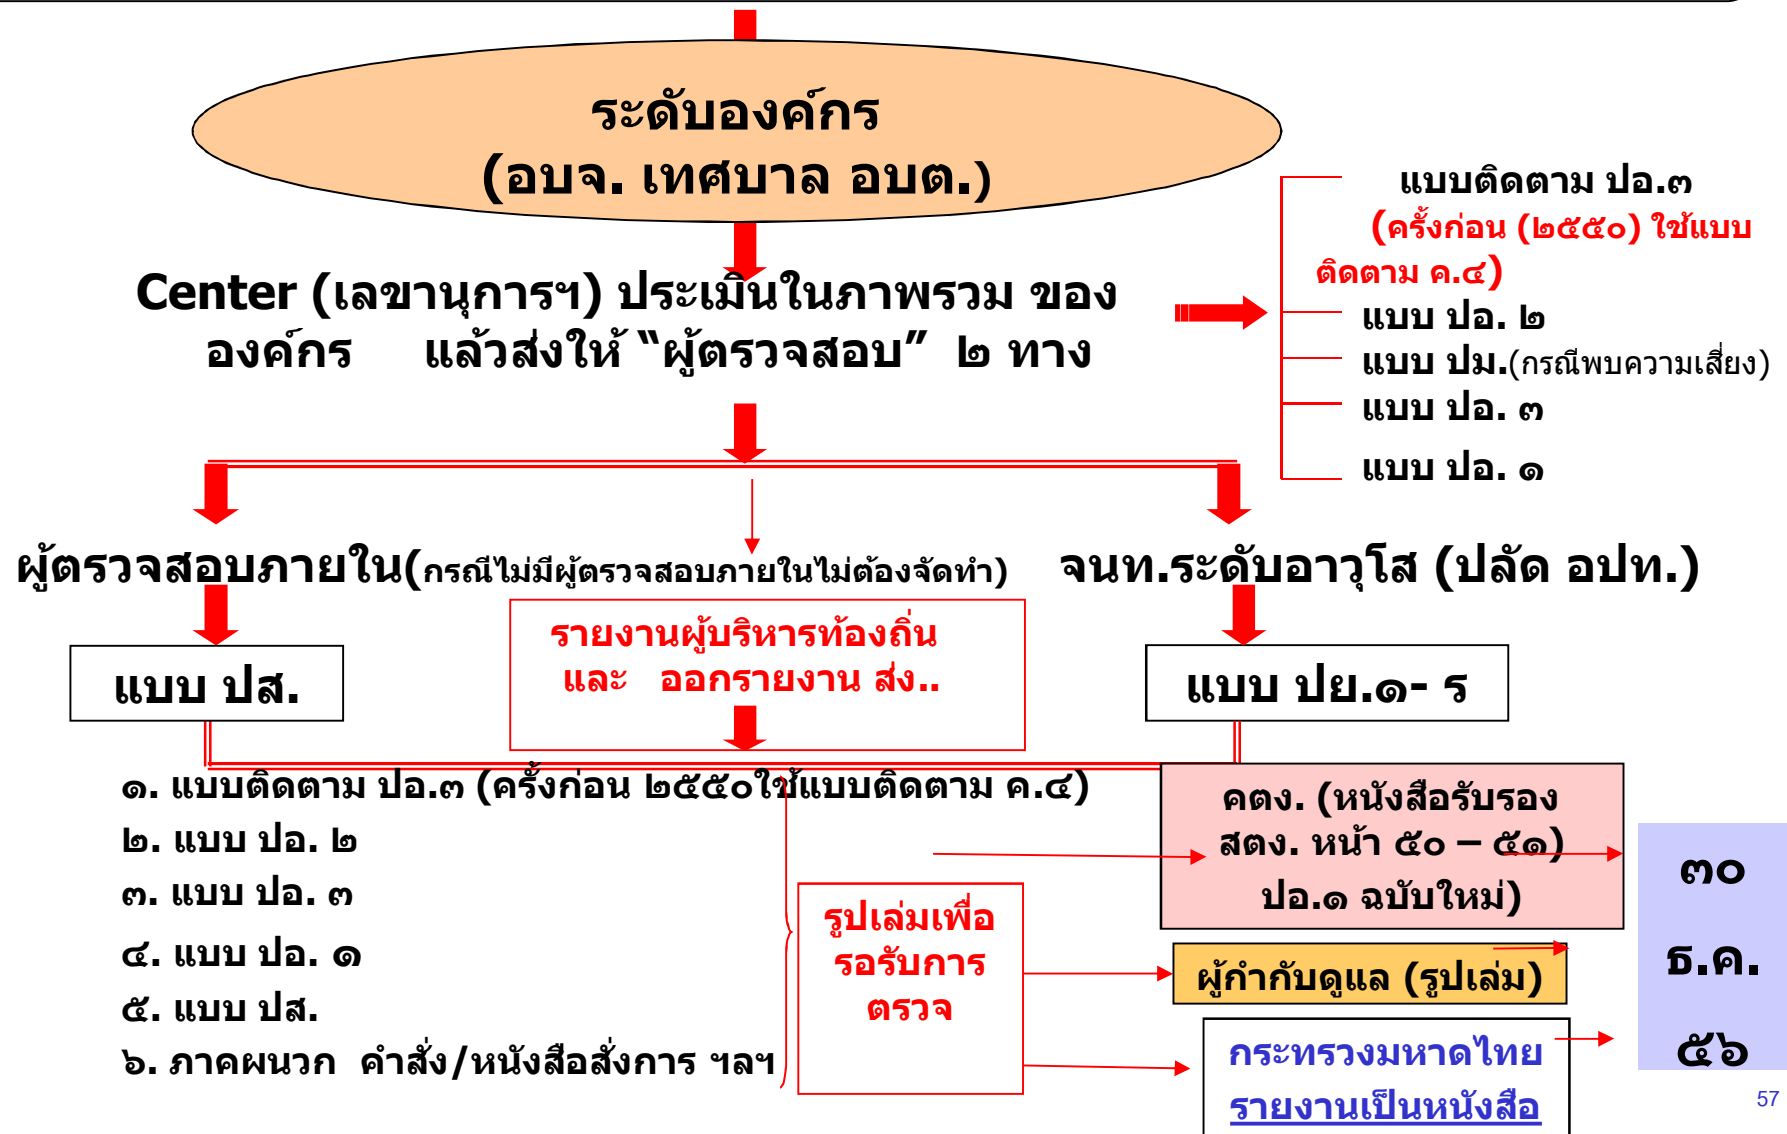 ระดับองค์กร
(อบจ. เทศบาล อบต.)
แบบติดตาม ปอ.๓
(ครั้งก่อน (๒๕๕๐) ใช้แบบ
ติดตาม ค.๔)
แบบ ปอ. ๒
แบบ ปม.(กรณีพบความเสี่ยง)
แบบ ปอ. ๓
แบบ ปอ. ๑
Center (เลขานุการฯ) ประเมินในภาพรวม ของ
องค์กร แล้วส่งให้ “ผู้ตรวจสอบ” ๒ ทาง
ผู้ตรวจสอบภายใน(กรณีไม่มีผู้ตรวจสอบภายในไม่ต้องจัดทำ)
จนท.ระดับอาวุโส (ปลัด อปท.)
แบบ ปส.
รายงานผู้บริหารท้องถิ่น
และ ออกรายงาน ส่ง..
แบบ ปย.๑- ร
๑. แบบติดตาม ปอ.๓ (ครั้งก่อน ๒๕๕๐ใช้แบบติดตาม ค.๔)
๒. แบบ ปอ. ๒
๓. แบบ ปอ. ๓
๔. แบบ ปอ. ๑
๕. แบบ ปส.
๖. ภาคผนวก คำสั่ง/หนังสือสั่งการ ฯลฯ
รูปเล่มเพื่อ
รอรับการ
ตรวจ
คตง. (หนังสือรับรอง
สตง. หน้า ๕๐ – ๕๑)
ปอ.๑ ฉบับใหม่)
ผู้กำกับดูแล (รูปเล่ม)
กระทรวงมหาดไทย
รายงานเป็นหนังสือ
๓๐
ธ.ค.
๕๖
57